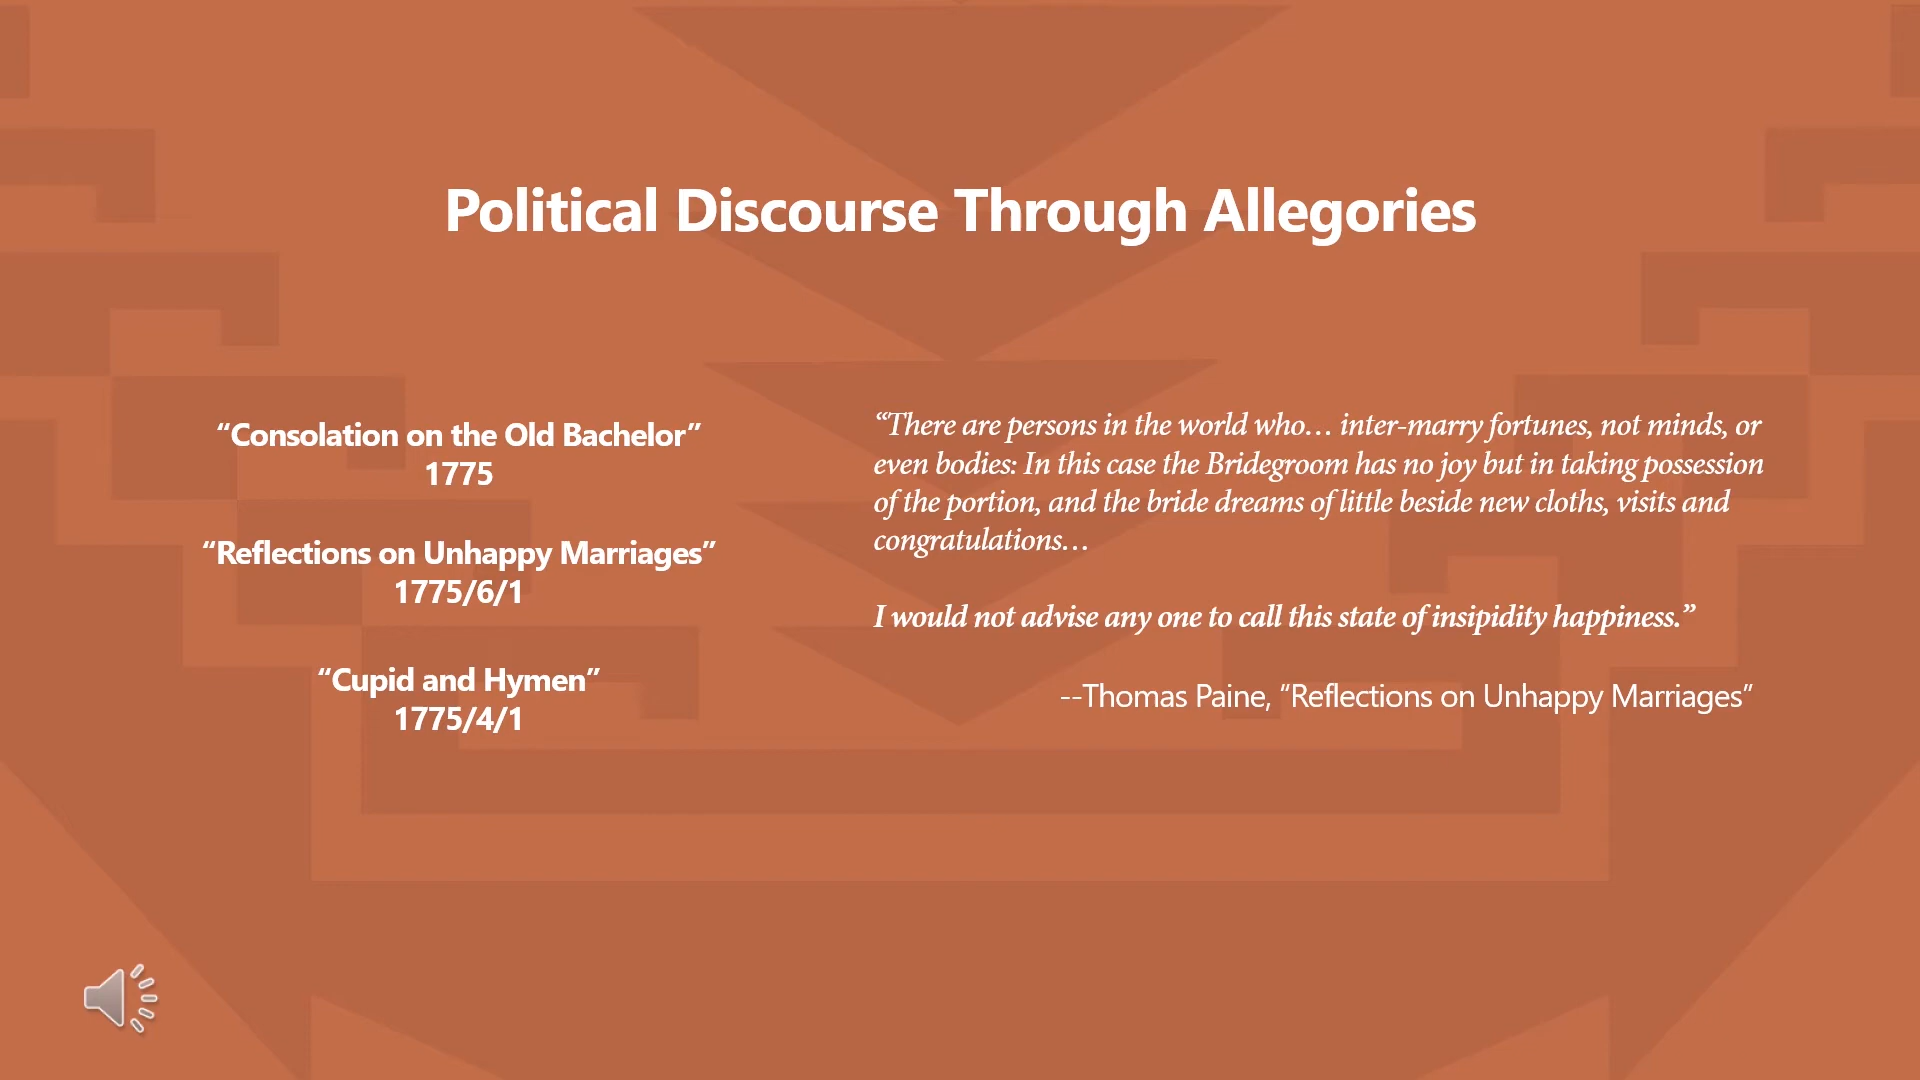 Political Discourse Through Allegories
“Consolation on the Old Bachelor”
1775
“Reflections on Unhappy Marriages”
1775/6/1
“Cupid and Hymen”
1775/4/1
“There are persons in the world who… inter-marry fortunes, not minds, or
even bodies: In this case the Bridegroom has no joy but in taking possession
of the portion, and the bride dreams of little beside new cloths, visits and
congratulations…
I would not advise any one to call this state of insipidity happiness.”
--Thomas Paine, “Reflections on Unhappy Marriages”